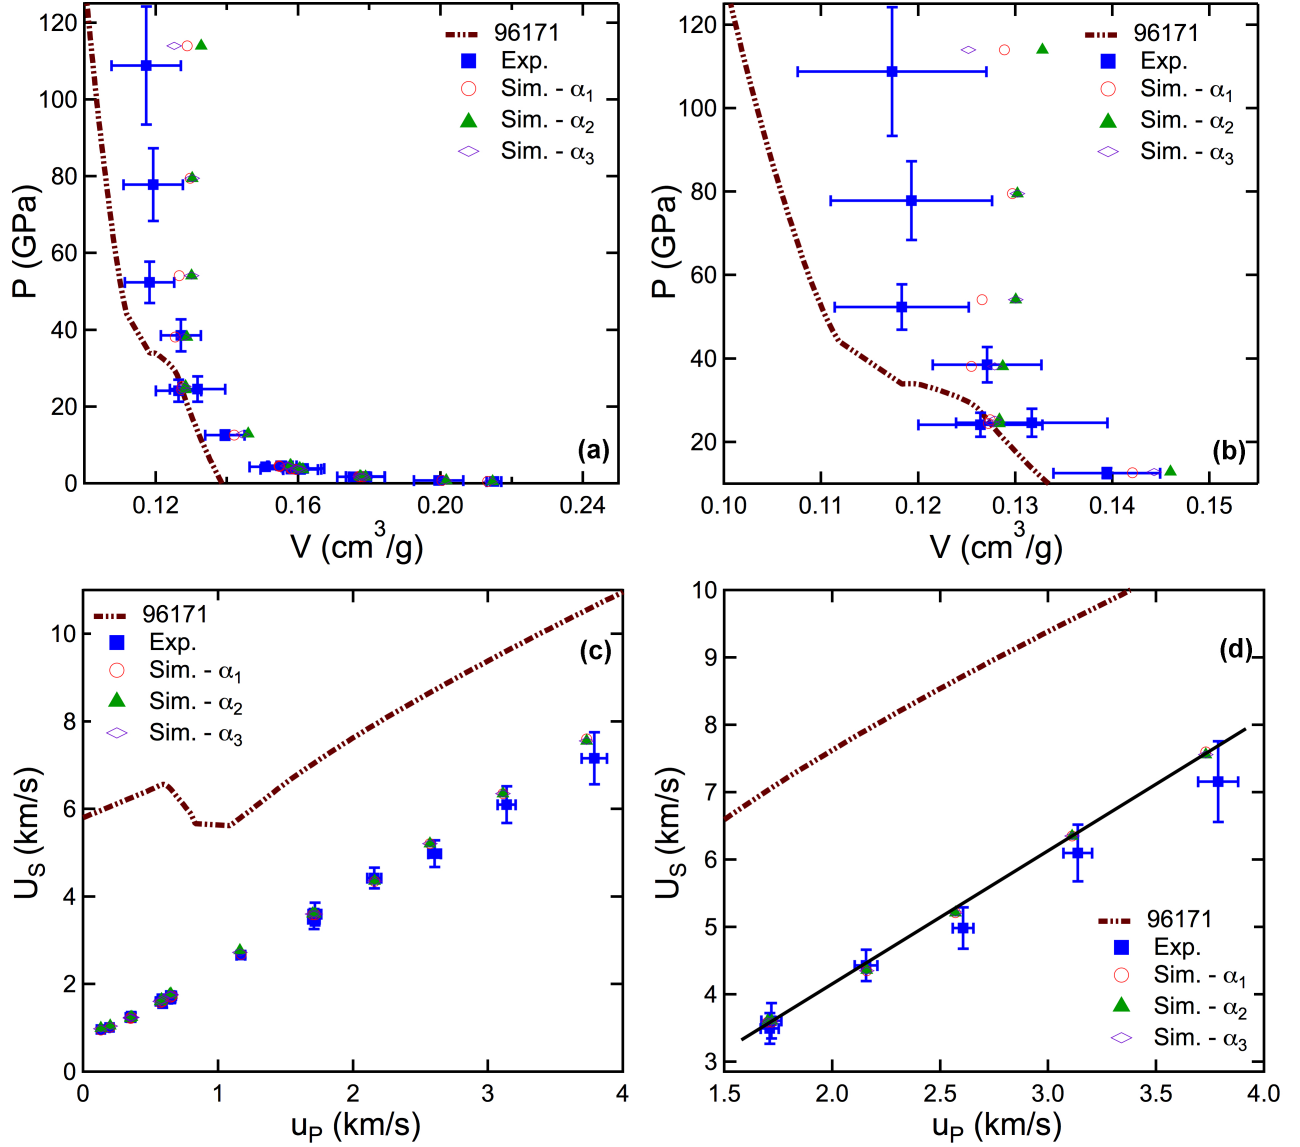 120
100
80
60
40
20
0
P (GPa)
96171
Exp.
Sim. - α1
Sim. - α2
Sim. - α3
(a)
0.12
0.16
0.20
0.24
V (cm3/g)
120
100
80
60
40
20
P (GPa)
96171
Exp.
Sim. - α1
Sim. - α2
Sim. - α3
(b)
0.10
0.11
0.12
0.13
0.14
0.15
V (cm3/g)
10
8
6
4
2
0
US (km/s)
96171
Exp.
Sim. - α1
Sim. - α2
Sim. - α3
(c)
0
1
2
3
4
uP (km/s)
10
9
8
7
6
5
4
3
US (km/s)
(d)
96171
Exp.
Sim. - α1
Sim. - α2
Sim. - α3
1.5
2.0
2.5
3.0
3.5
4.0
uP (km/s)